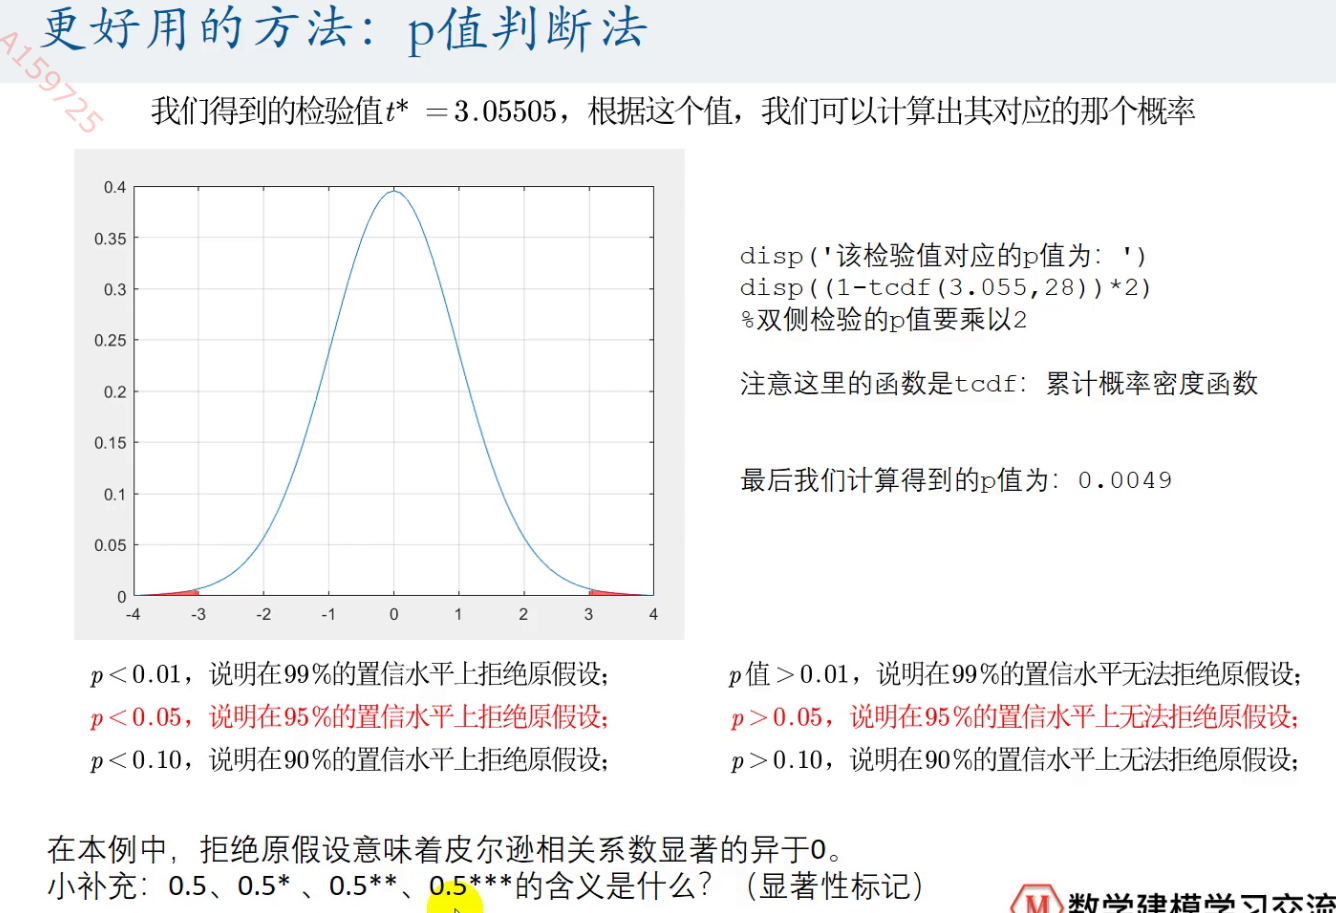 更好用的方法：p值判断法
A159725
我们得到的检验值t* =3.05505，根据这个值，我们可以计算出其对应的那个概率
0.4
0.35
0.3
0.25
0.2
0.15
0.1
0.05
0
-4 -3 -2 -1 0 1 2 3 4
disp('该检验值对应的p值为：')
disp((1-tcdf(3.055,28))*2)
%双侧检验的p值要乘以2
注意这里的函数是tcdf：累计概率密度函数
最后我们计算得到的p值为：0.0049
p<0.01，说明在99%的置信水平上拒绝原假设；
p<0.05，说明在95%的置信水平上拒绝原假设；
p<0.10，说明在90%的置信水平上拒绝原假设；
p值>0.01，说明在99%的置信水平无法拒绝原假设；
p>0.05，说明在95%的置信水平上无法拒绝原假设；
p>0.10，说明在90%的置信水平上无法拒绝原假设；
在本例中，拒绝原假设意味着皮尔逊相关系数显著的异于0。
小补充：0.5、0.5* 、0.5**、0.5***的含义是什么？（显著性标记）
M 数学建模学习交流